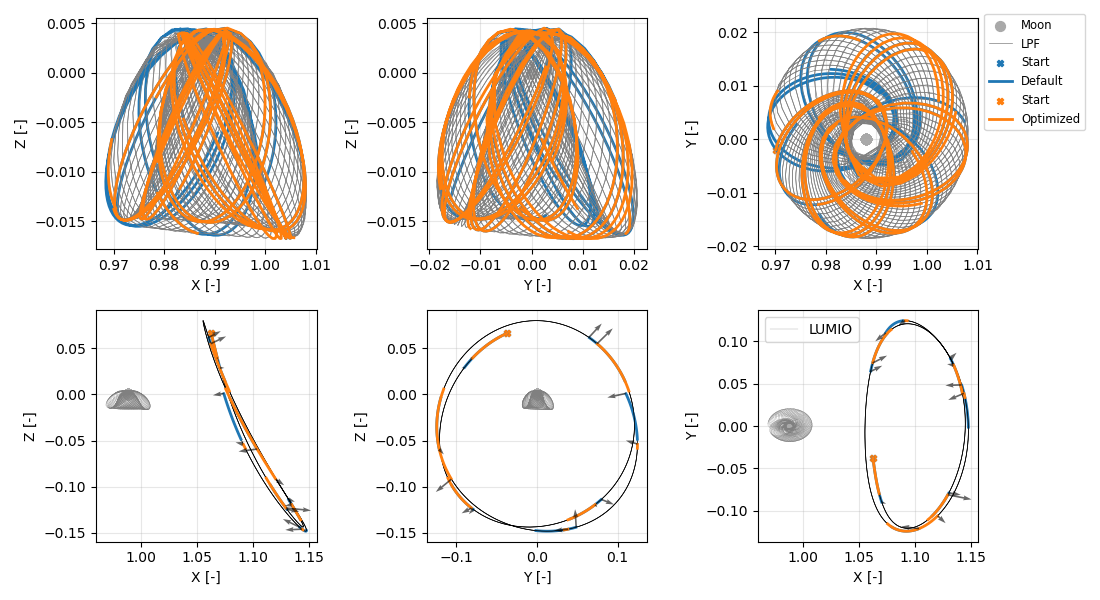 0.005
0.000
−0.005
−0.010
−0.015
Z [-]
0.97 0.98 0.99 1.00 1.01
X [-]
0.005
0.000
−0.005
−0.010
−0.015
Z [-]
−0.02 −0.01 0.00 0.01 0.02
Y [-]
0.02
0.01
0.00
−0.01
−0.02
Y [-]
0.97 0.98 0.99 1.00 1.01
X [-]
Moon
LPF
Start
Default
Start
Optimized
0.05
0.00
−0.05
−0.10
−0.15
Z [-]
1.00 1.05 1.10 1.15
X [-]
0.05
0.00
−0.05
−0.10
−0.15
Z [-]
−0.1 0.0 0.1
Y [-]
LUMIO
0.10
0.05
0.00
−0.05
−0.10
Y [-]
1.00 1.05 1.10 1.15
X [-]